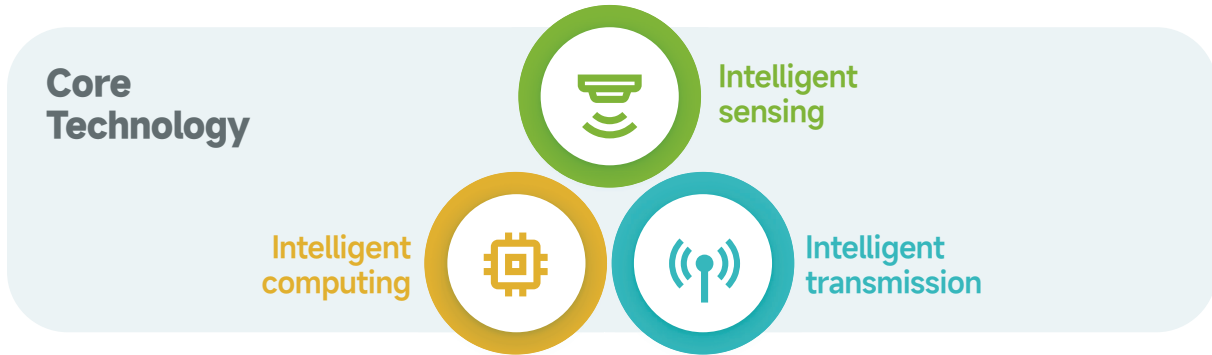 Core
Technology
Intelligent
sensing
Intelligent
computing
Intelligent
transmission